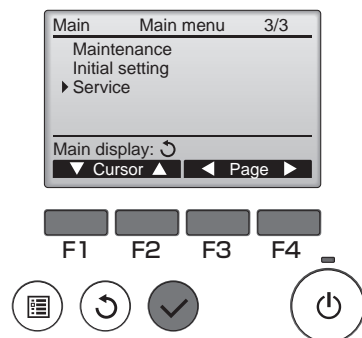 Main Main menu 3/3
Maintenance
Initial setting
Service
Main display:
Cursor Page
F1 F2 F3 F4